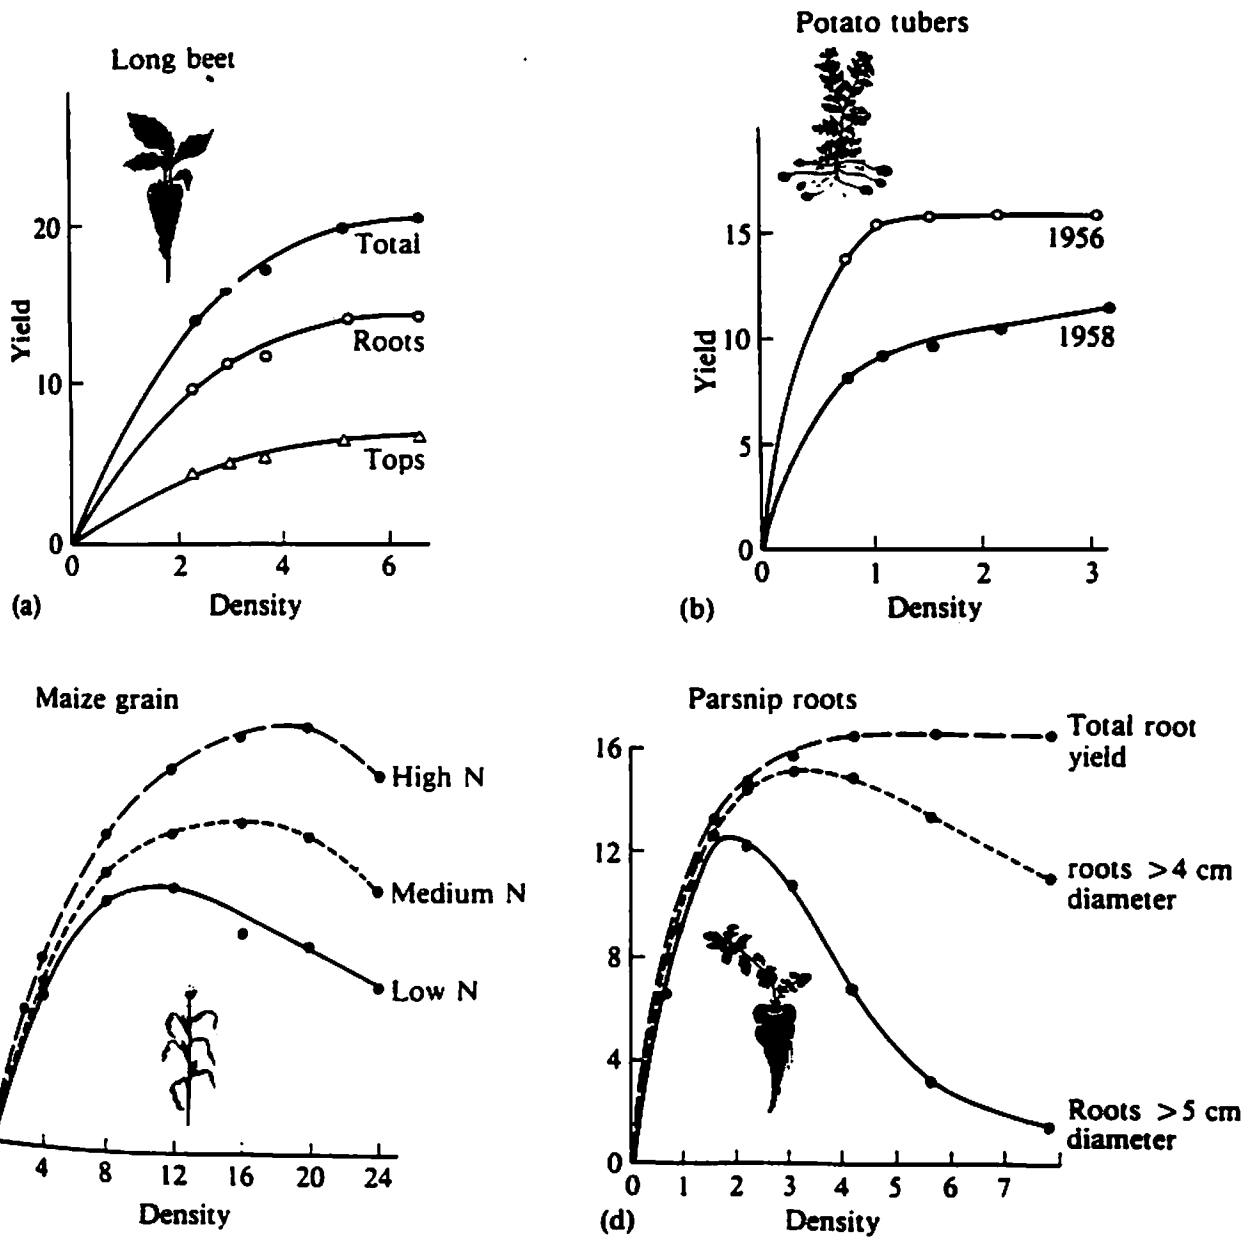 Long beet
Yield
20
10
0
Total
Roots
Tops
0 2 4 6
(a) Density
Potato tubers
Yield
15
10
5
0
1956
1958
0 1 2 3
(b) Density
Maize grain
High N
Medium N
Low N
4 8 12 16 20 24
Density
Parsnip roots
16
12
8
4
0
Total root
yield
roots >4 cm
diameter
Roots >5 cm
diameter
0 1 2 3 4 5 6 7
(d) Density